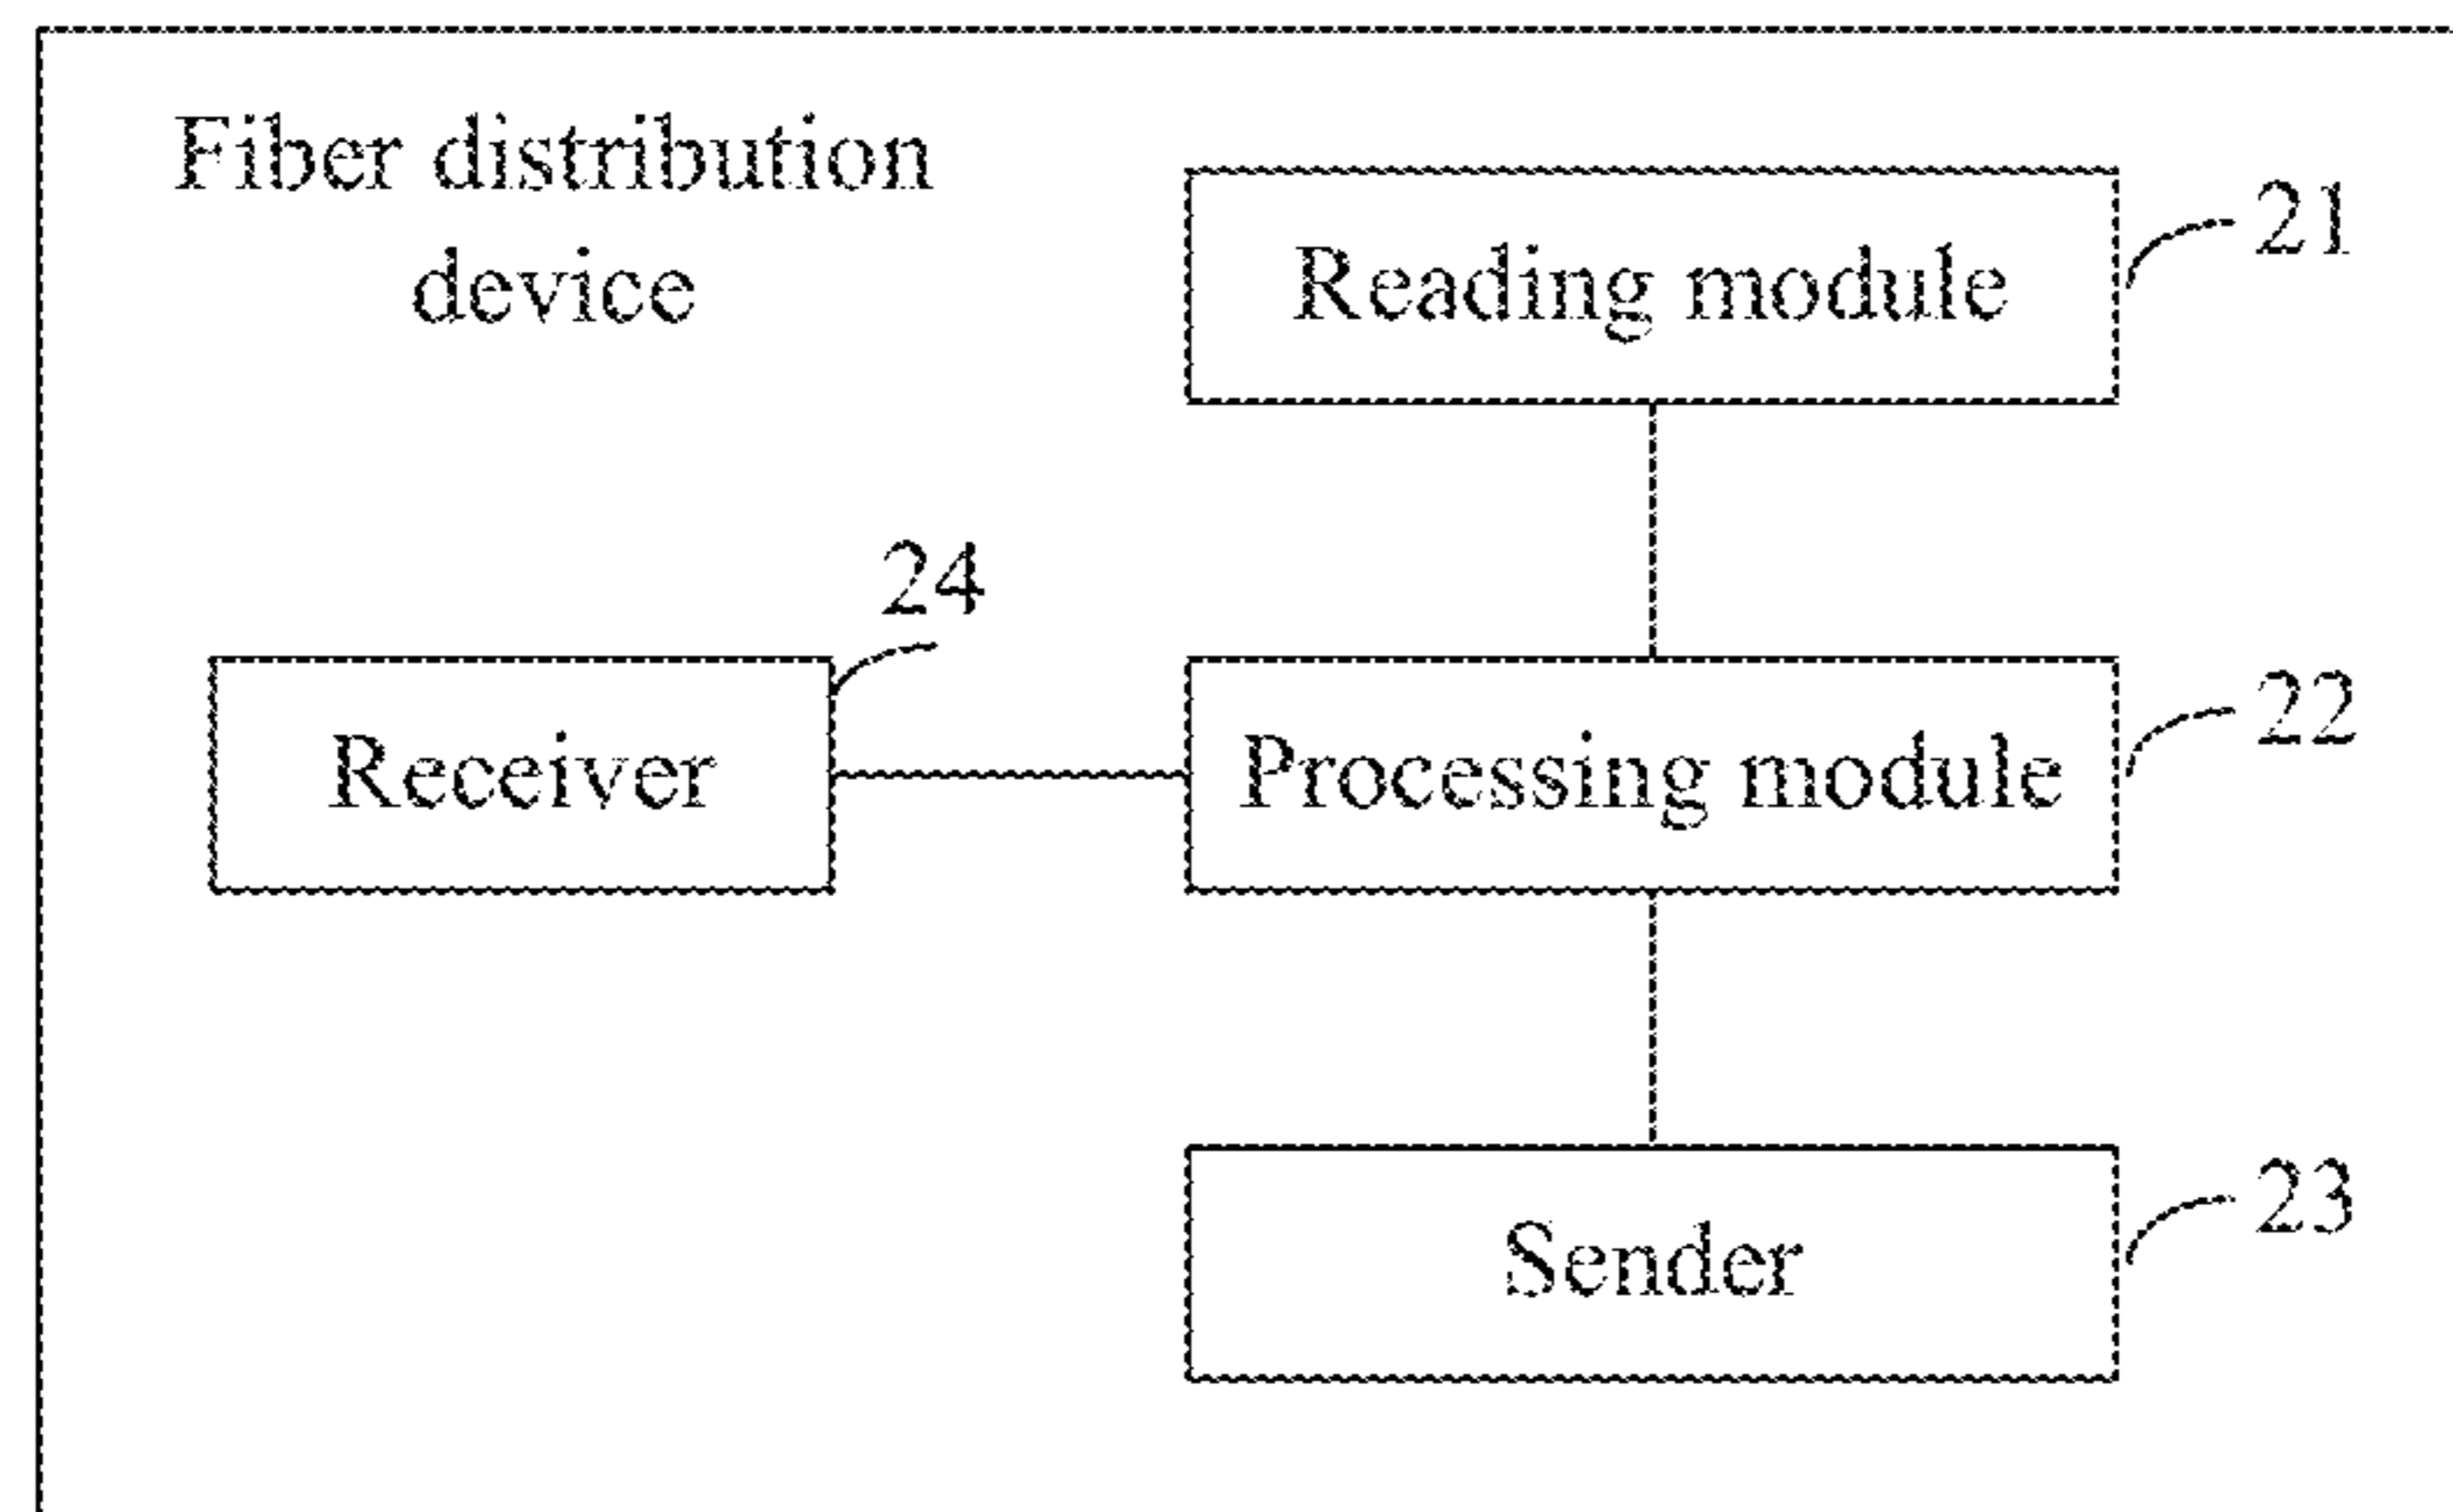 Fiber distribution
device
Reading module
21
24
Receiver
Processing module
22
Sender
23